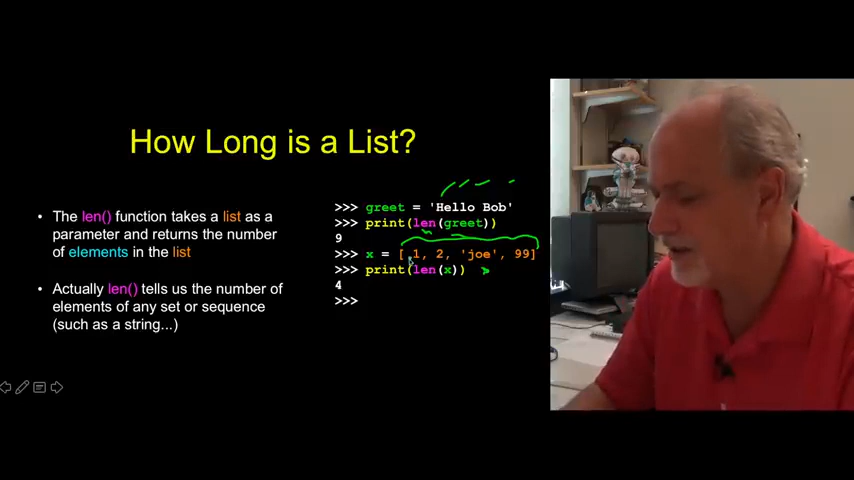 How Long is a List?
• The len() function takes a list as a
parameter and returns the number
of elements in the list
• Actually len() tells us the number of
elements of any set or sequence
(such as a string...)
>>> greet = 'Hello Bob'
>>> print(len(greet))
9
>>> x = [ 1, 2, 'joe', 99]
>>> print(len(x))
4
>>>